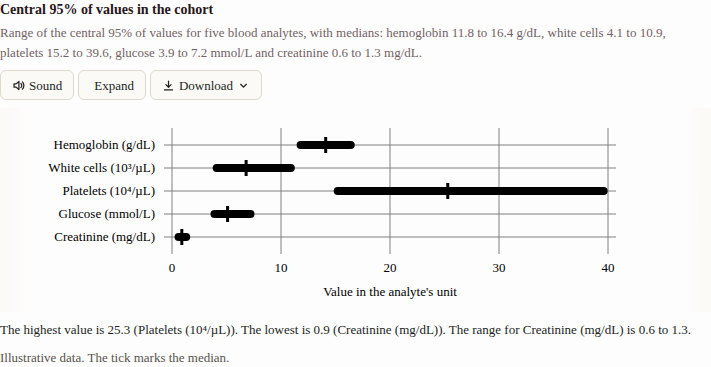 Central 95% of values in the cohort
Range of the central 95% of values for five blood analytes, with medians: hemoglobin 11.8 to 16.4 g/dL, white cells 4.1 to 10.9,
platelets 15.2 to 39.6, glucose 3.9 to 7.2 mmol/L and creatinine 0.6 to 1.3 mg/dL.
Sound Expand Download
Hemoglobin (g/dL)
White cells (10³/µL)
Platelets (10⁴/µL)
Glucose (mmol/L)
Creatinine (mg/dL)
0 10 20 30 40
Value in the analyte's unit
The highest value is 25.3 (Platelets (10⁴/µL)). The lowest is 0.9 (Creatinine (mg/dL)). The range for Creatinine (mg/dL) is 0.6 to 1.3.
Illustrative data. The tick marks the median.